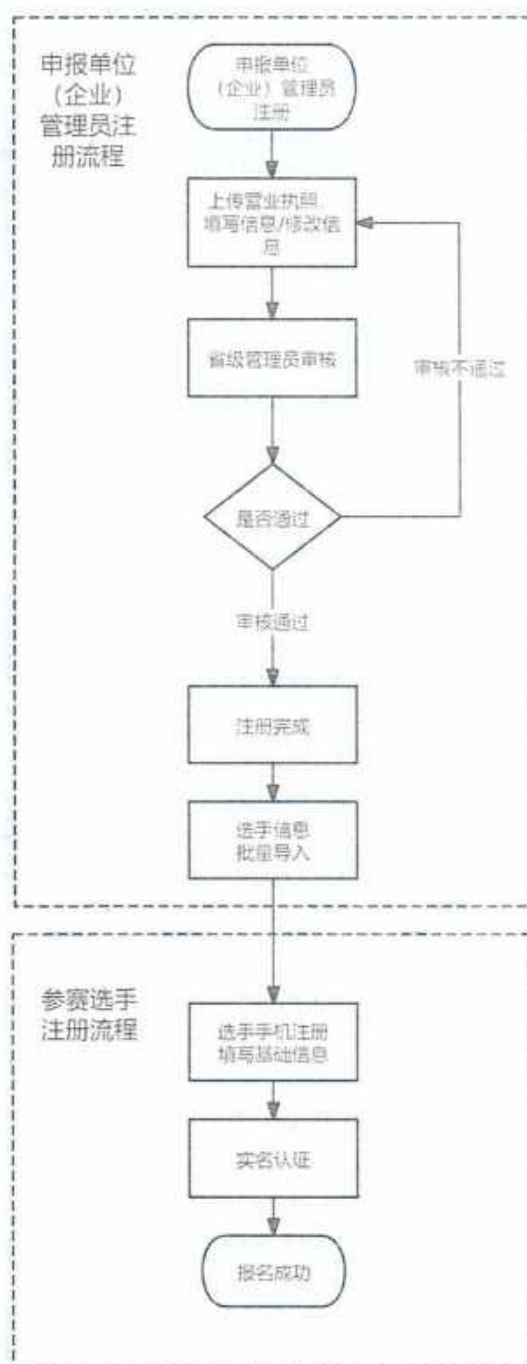 申报单位
（企业）
管理员注
册流程
申报单位
（企业）管理员
注册
上传营业执照
填写信息/修改信
息
省级管理员审核
审核不通过
是否通过
审核通过
注册完成
选手信息
批量导入
参赛选手
注册流程
选手手机注册
填写基础信息
实名认证
报名成功